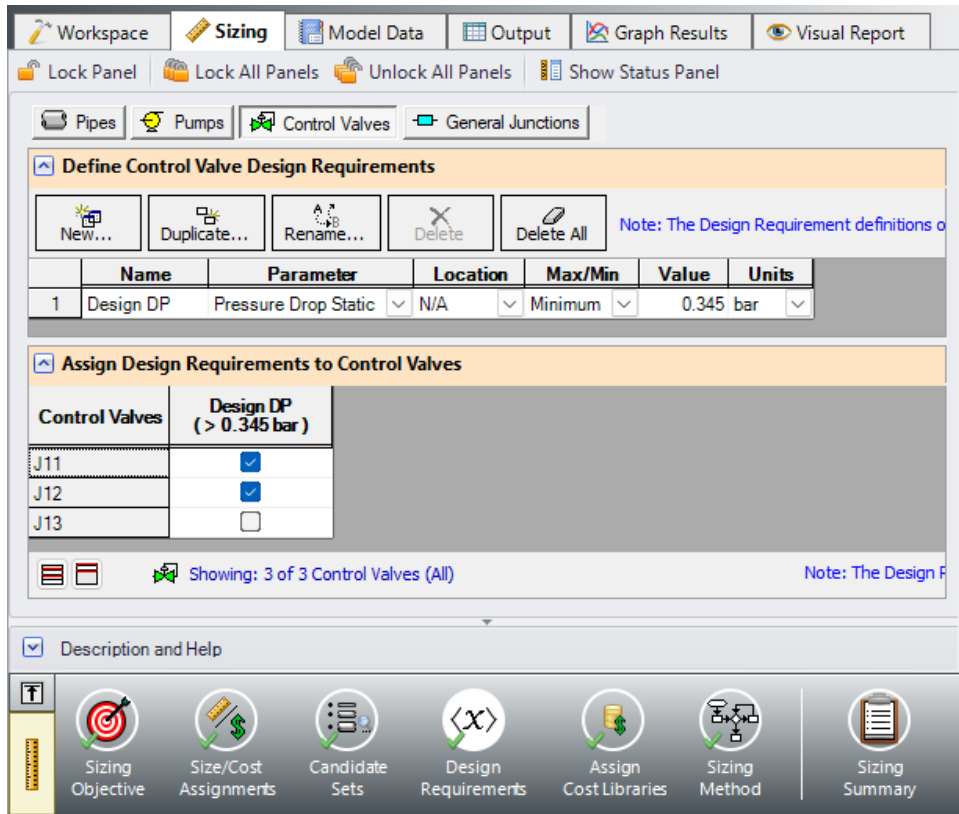 Workspace Sizing Model Data Output Graph Results Visual Report
Lock Panel Lock All Panels Unlock All Panels Show Status Panel
Pipes Pumps Control Valves General Junctions
Define Control Valve Design Requirements
New... Duplicate... Rename... Delete Delete All Note: The Design Requirement definitions o
Name Parameter Location Max/Min Value Units
1 Design DP Pressure Drop Static N/A Minimum 0.345 bar
Assign Design Requirements to Control Valves
Control Valves Design DP
( > 0.345 bar )
J11
J12
J13
Showing: 3 of 3 Control Valves (All) Note: The Design R
Description and Help
Sizing Size/Cost Candidate Design Assign Sizing Sizing
Objective Assignments Sets Requirements Cost Libraries Method Summary